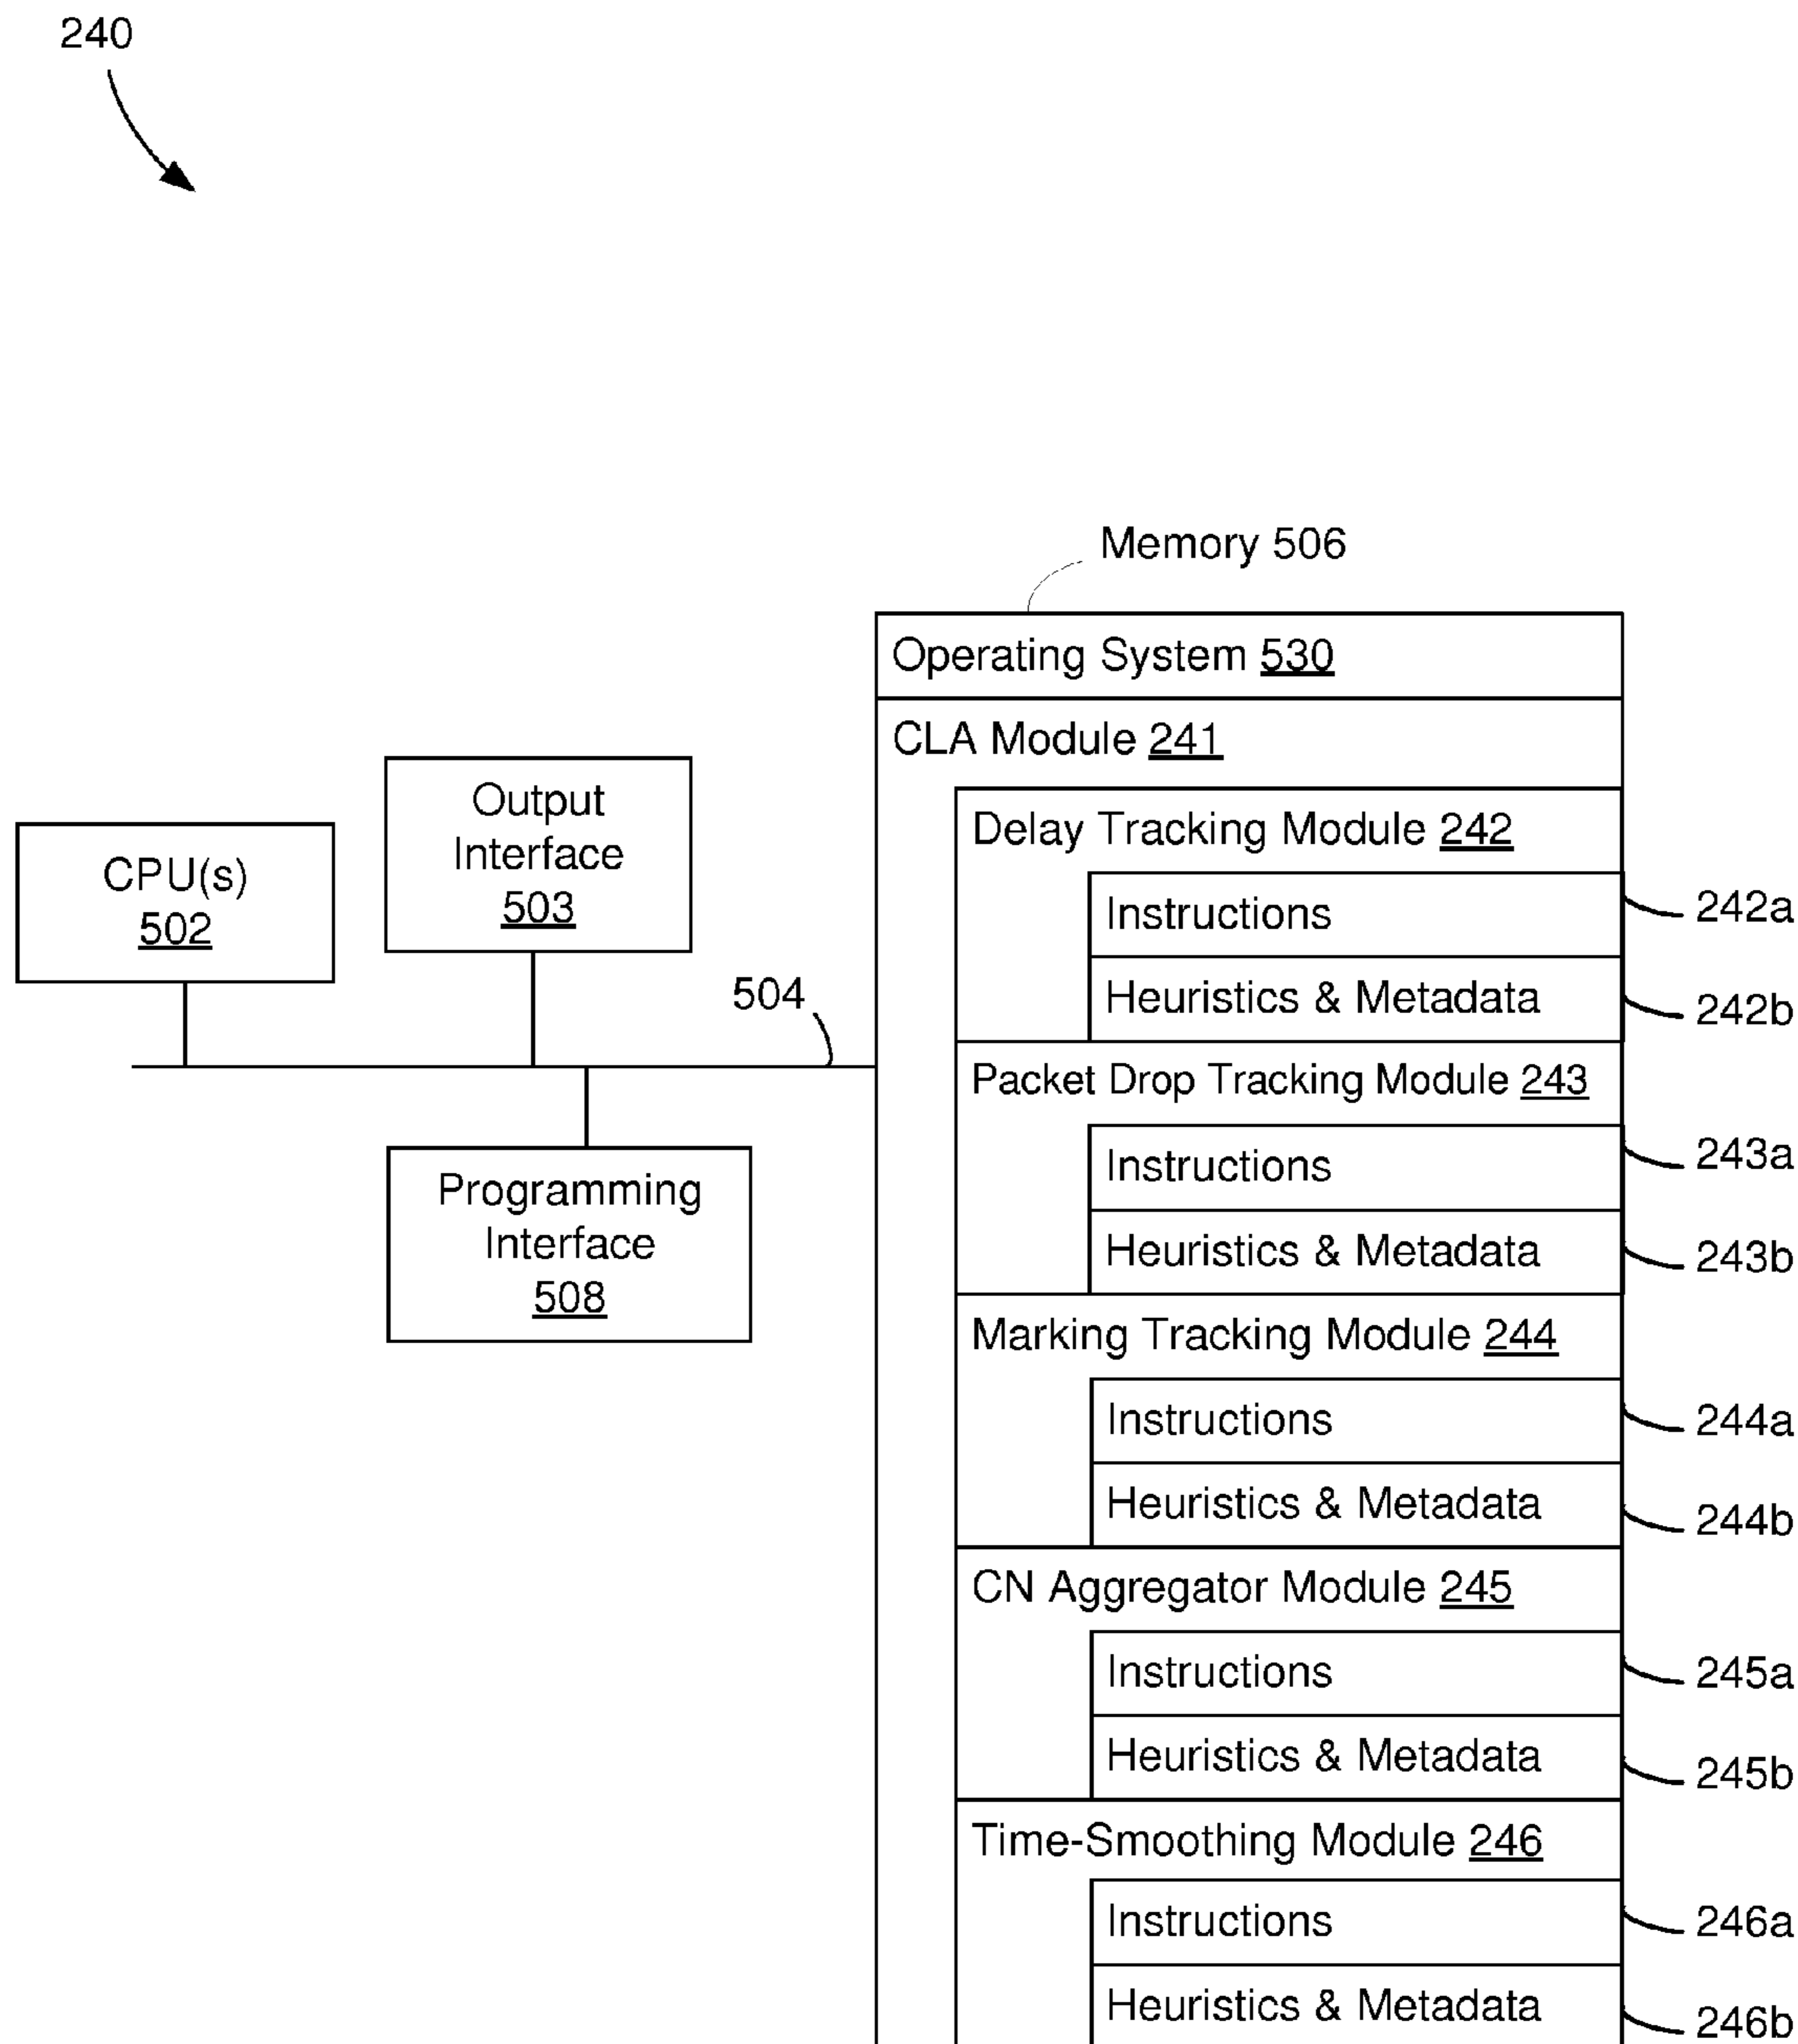 240
Memory 506
Operating System 530
CLA Module 241
Delay Tracking Module 242
Instructions
242a
Heuristics & Metadata
242b
Packet Drop Tracking Module 243
Instructions
243a
Heuristics & Metadata
243b
Marking Tracking Module 244
Instructions
244a
Heuristics & Metadata
244b
CN Aggregator Module 245
Instructions
245a
Heuristics & Metadata
245b
Time-Smoothing Module 246
Instructions
246a
Heuristics & Metadata
246b
CPU(s)
502
Output
Interface
503
504
Programming
Interface
508